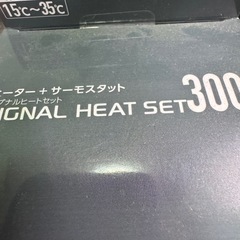 15℃~35℃
ーター + サーモスタット
グナルヒートセット
IGNAL HEAT SET 300